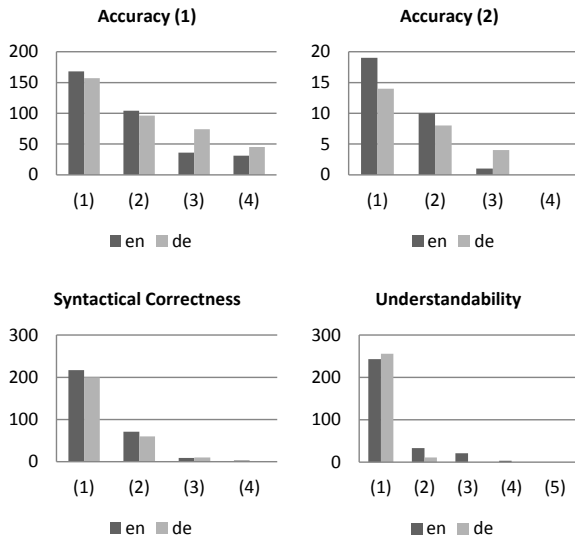 Accuracy (1)
200
150
100
50
0
(1) (2) (3) (4)
en de
Accuracy (2)
20
15
10
5
0
(1) (2) (3) (4)
en de
Syntactical Correctness
300
200
100
0
(1) (2) (3) (4)
en de
Understandability
300
200
100
0
(1) (2) (3) (4) (5)
en de